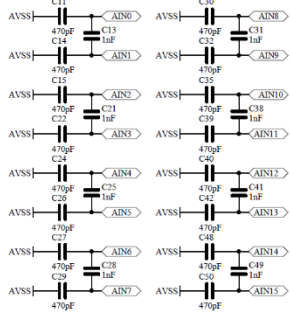 C11 C30
AVSS AIN0 AVSS AIN8
470pF C13 470pF C31
C14 1nF C32 1nF
AVSS AIN1 AVSS AIN9
470pF 470pF
C15 C35
AVSS AIN2 AVSS AIN10
470pF C21 470pF C38
C22 1nF C39 1nF
AVSS AIN3 AVSS AIN11
470pF 470pF
C24 C40
AVSS AIN4 AVSS AIN12
470pF C25 470pF C41
C26 1nF C42 1nF
AVSS AIN5 AVSS AIN13
470pF 470pF
C27 C48
AVSS AIN6 AVSS AIN14
470pF C28 470pF C49
C29 1nF C50 1nF
AVSS AIN7 AVSS AIN15
470pF 470pF